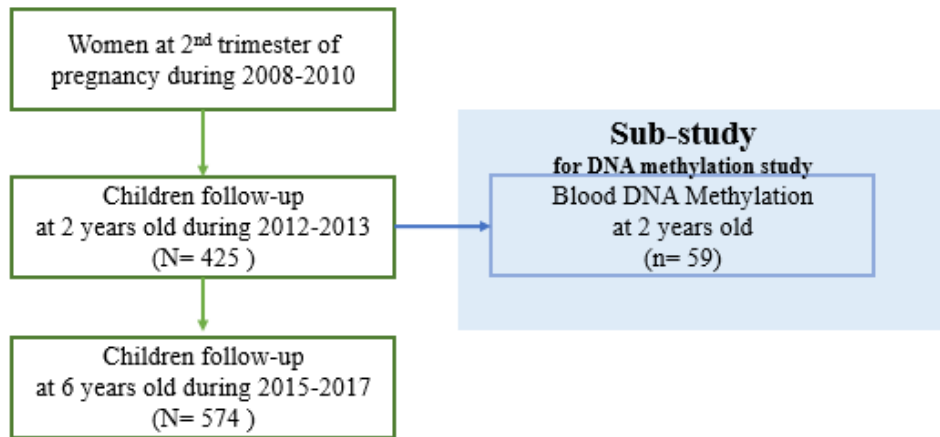 Women at 2nd trimester of
pregnancy during 2008-2010
Children follow-up
at 2 years old during 2012-2013
(N= 425 )
Children follow-up
at 6 years old during 2015-2017
(N= 574 )
Sub-study
for DNA methylation study
Blood DNA Methylation
at 2 years old
(n= 59)